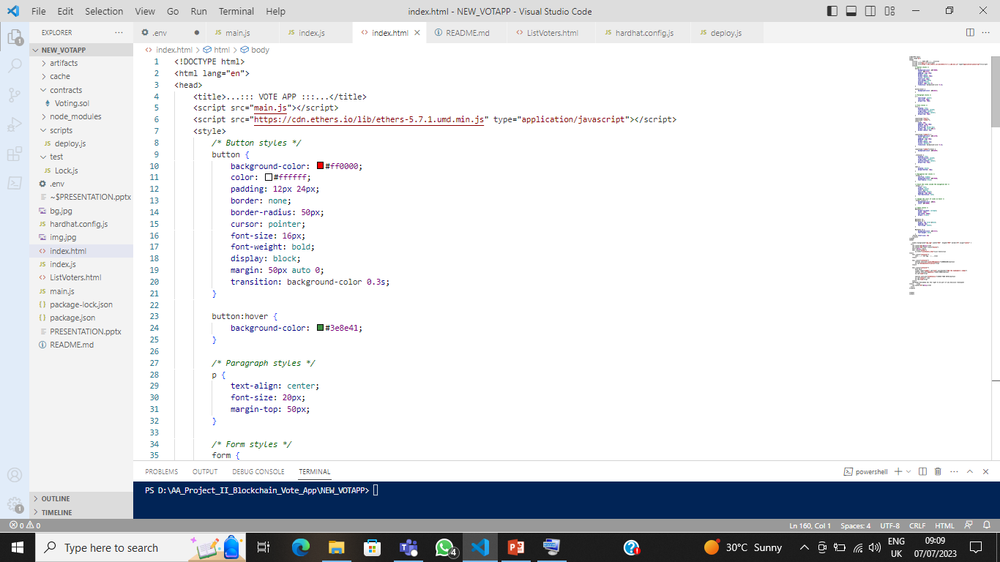 File Edit Selection View Go Run Terminal Help index.html - NEW_VOTAPP - Visual Studio Code
EXPLORER ...
.env main.js index.js index.html README.md ListVoters.html hardhat.config.js deploy.js
NEW_VOTAPP
artifacts
cache
contracts
Voting.sol
node_modules
scripts
deploy.js
test
Lock.js
.env
~$PRESENTATION.pptx
bg.jpg
hardhat.config.js
img.jpg
index.html
index.js
ListVoters.html
main.js
package-lock.json
package.json
PRESENTATION.pptx
README.md
OUTLINE
TIMELINE
index.html > html > body
1 <!DOCTYPE html>
2 <html lang="en">
3 <head>
4 <title>...::: VOTE APP :::...</title>
5 <script src="main.js"></script>
6 <script src="https://cdn.ethers.io/lib/ethers-5.7.1.umd.min.js" type="application/javascript"></script>
7 <style>
8 /* Button styles */
9 button {
10 background-color: #ff0000;
11 color: #ffffff;
12 padding: 12px 24px;
13 border: none;
14 border-radius: 50px;
15 cursor: pointer;
16 font-size: 16px;
17 font-weight: bold;
18 display: block;
19 margin: 50px auto 0;
20 transition: background-color 0.3s;
21 }
22
23 button:hover {
24 background-color: #3e8e41;
25 }
26
27 /* Paragraph styles */
28 p {
29 text-align: center;
30 font-size: 20px;
31 margin-top: 50px;
32 }
33
34 /* Form styles */
35 form {
PROBLEMS OUTPUT DEBUG CONSOLE TERMINAL powershell
PS D:\AA_Project_II_Blockchain_Vote_App\NEW_VOTAPP>
0 0 Ln 160, Col 1 Spaces: 4 UTF-8 CRLF HTML
Type here to search 4 30°C Sunny ENG UK 09:09 07/07/2023